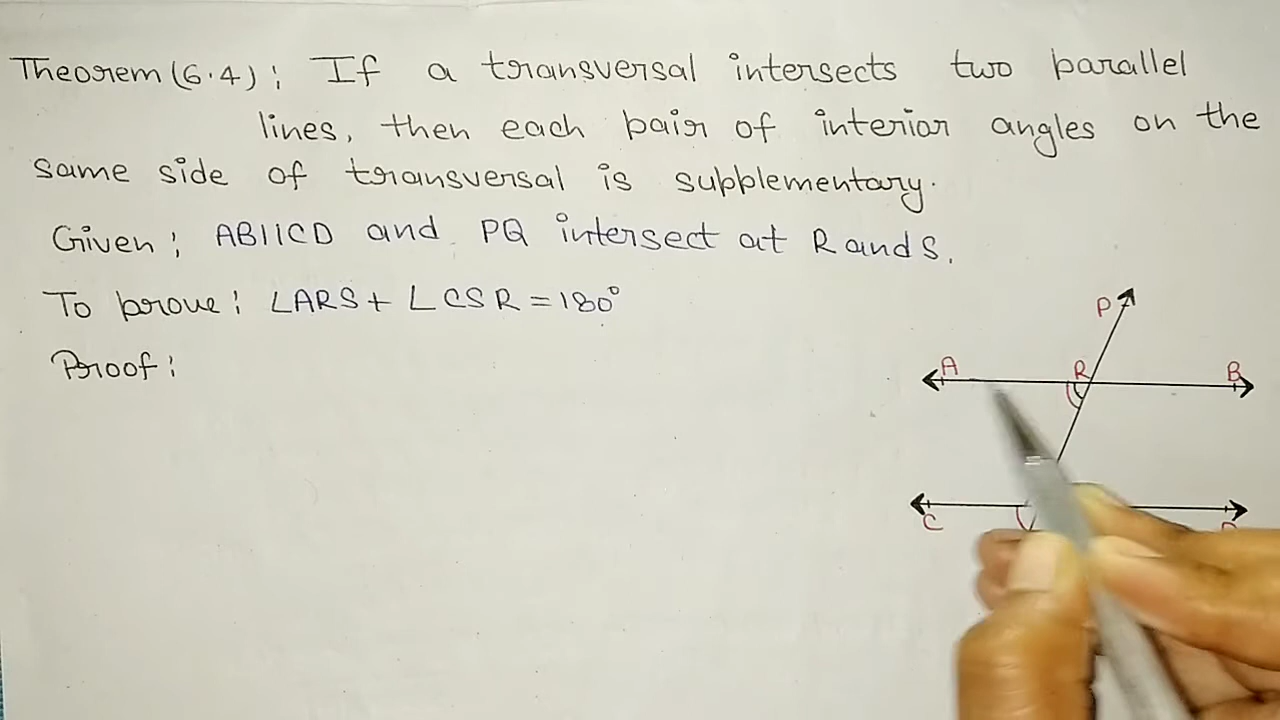 Theorem (6.4): If a transversal intersects two parallel
lines, then each pair of interior angles on the
same side of transversal is supplementary.
Given: AB||CD and PQ intersect at R and S.
To prove: ∠ARS + ∠CSR = 180°
Proof:
P
A R B
C